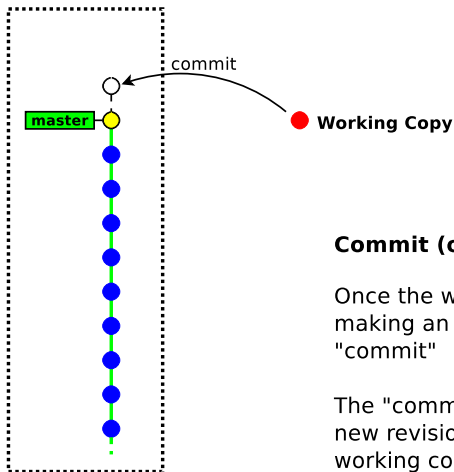 commit
master
Working Copy
Commit (
Once the w
making an
"commit"
The "comm
new revisio
working co